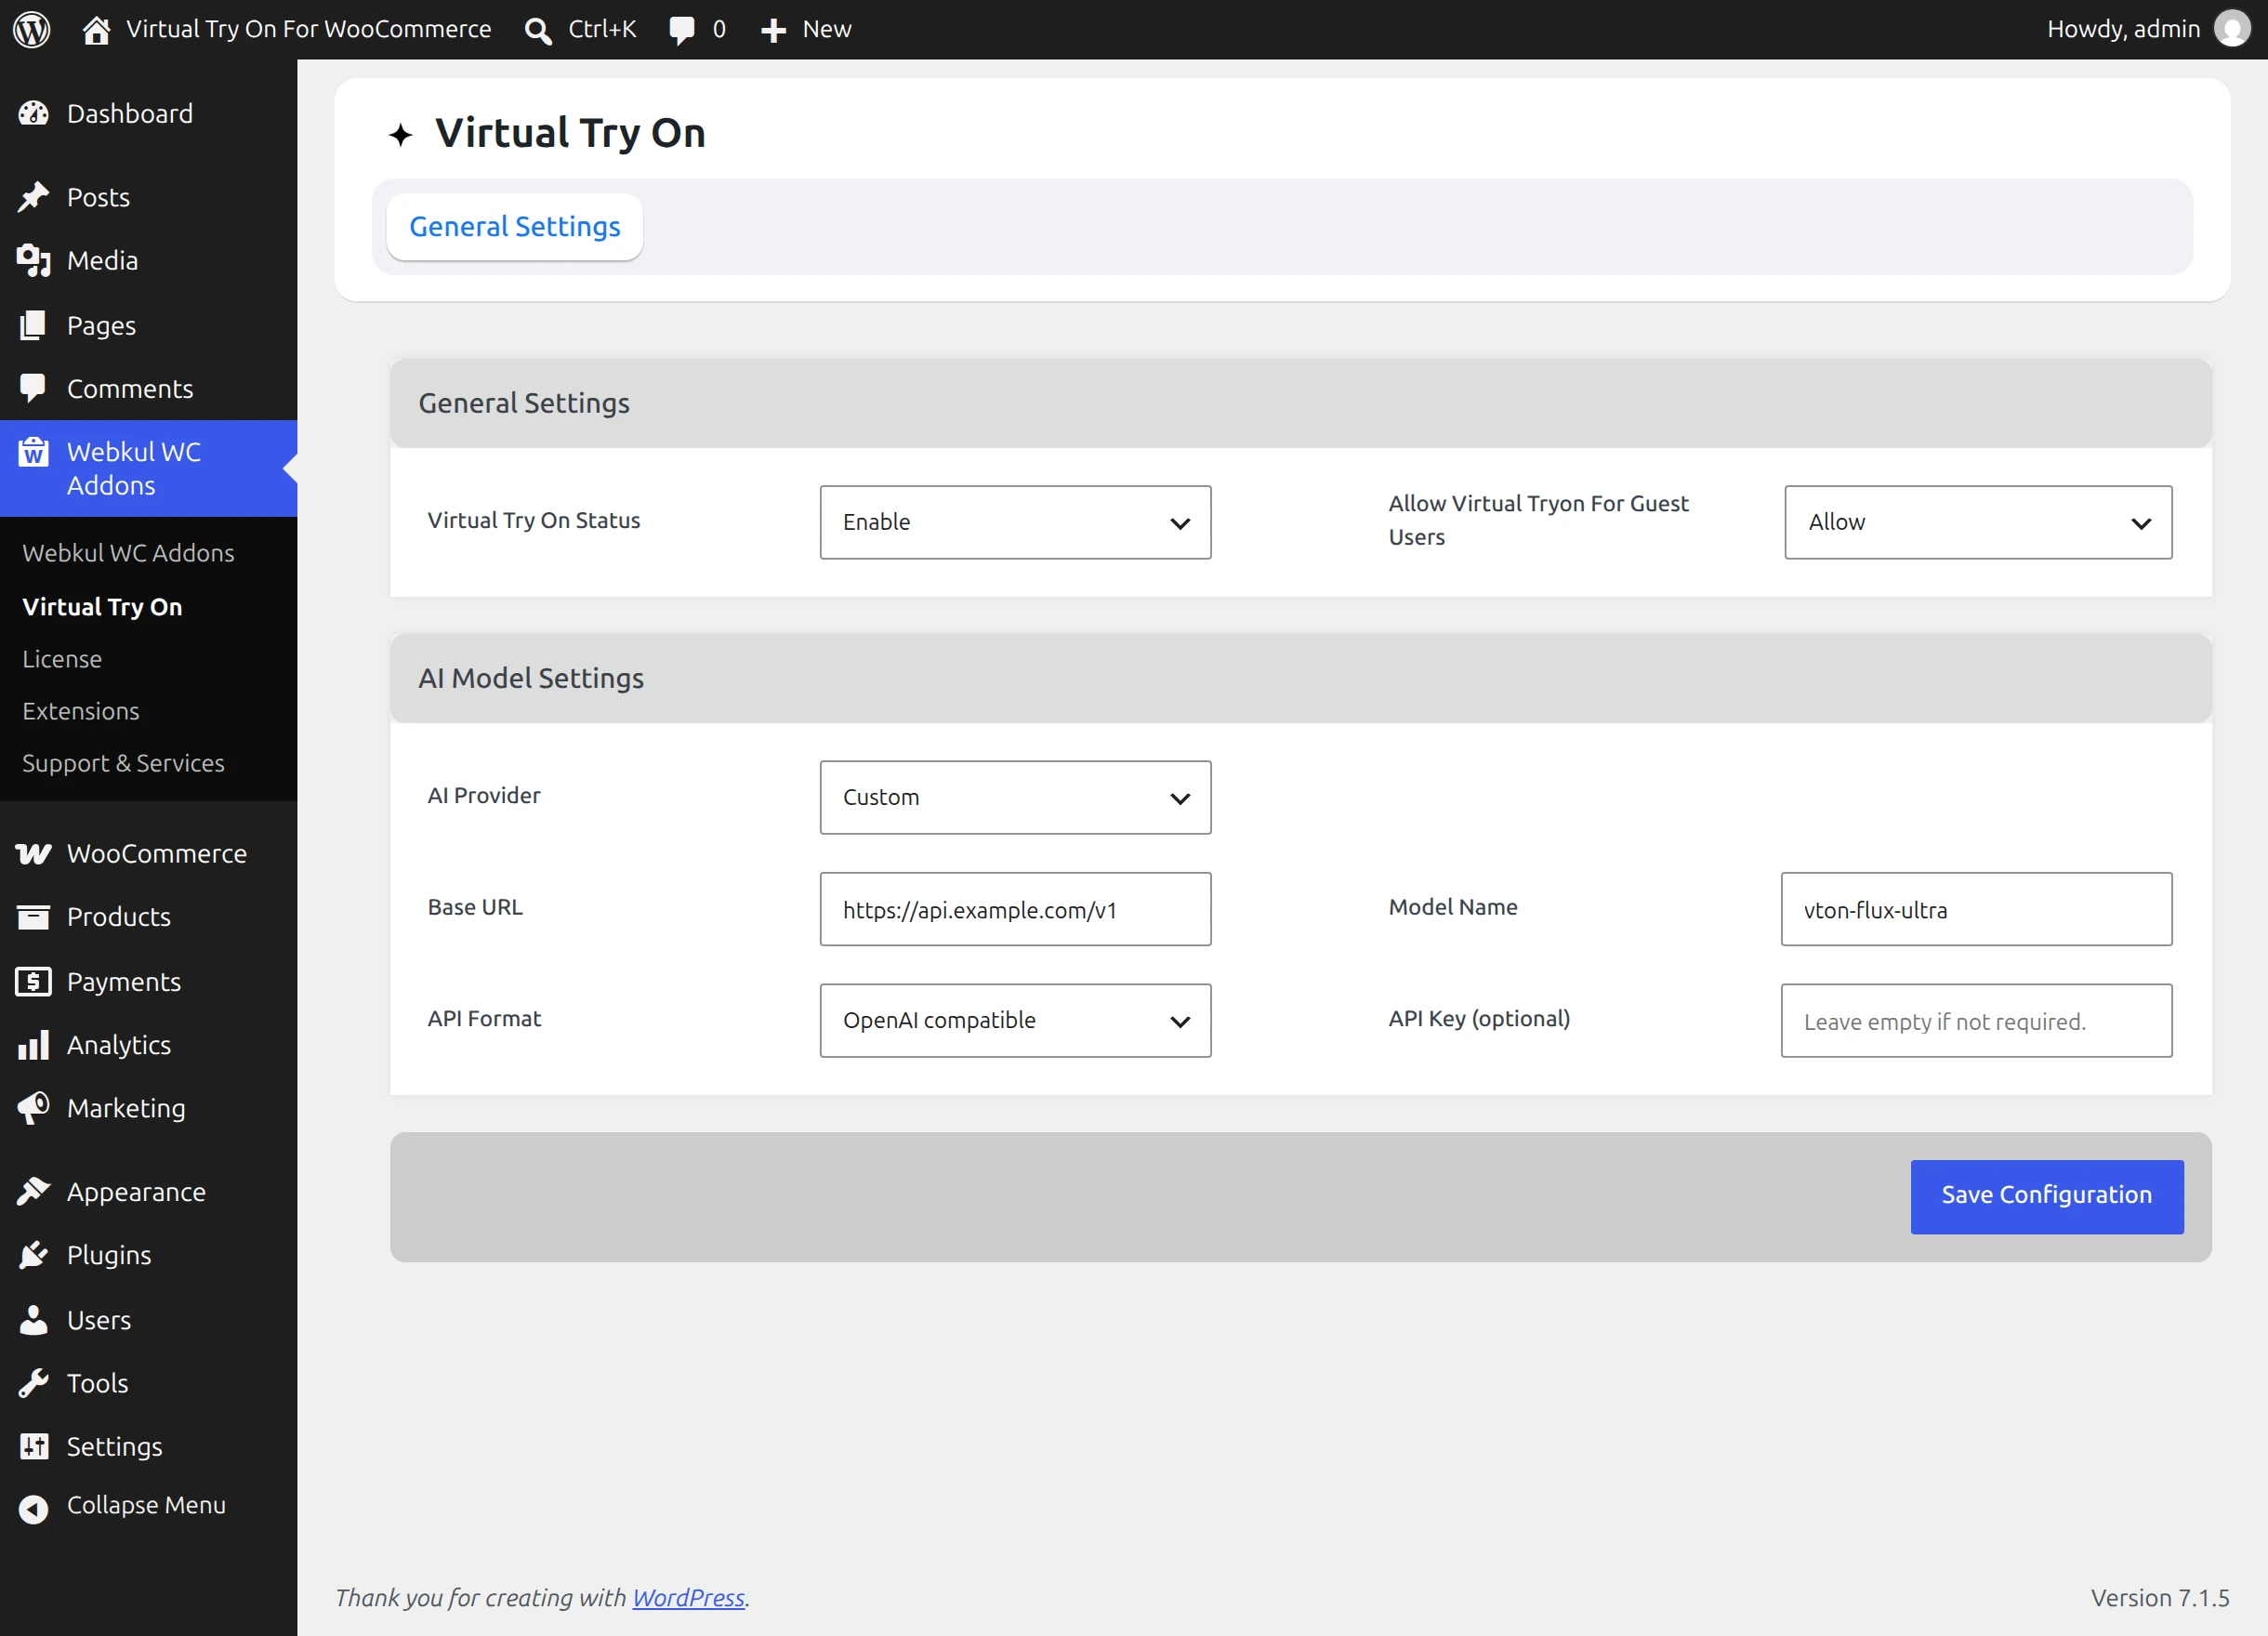 Virtual Try On For WooCommerce
Ctrl+K
0
New
Howdy, admin
Dashboard
Posts
Media
Pages
Comments
Webkul WC
Addons
Webkul WC Addons
Virtual Try On
License
Extensions
Support & Services
WooCommerce
Products
Payments
Analytics
Marketing
Appearance
Plugins
Users
Tools
Settings
Collapse Menu
Virtual Try On
General Settings
General Settings
Virtual Try On Status
Enable
Allow Virtual Tryon For Guest
Users
Allow
AI Model Settings
AI Provider
Custom
Base URL
https://api.example.com/v1
Model Name
vton-flux-ultra
API Format
OpenAI compatible
API Key (optional)
Leave empty if not required.
Save Configuration
Thank you for creating with WordPress.
Version 7.1.5